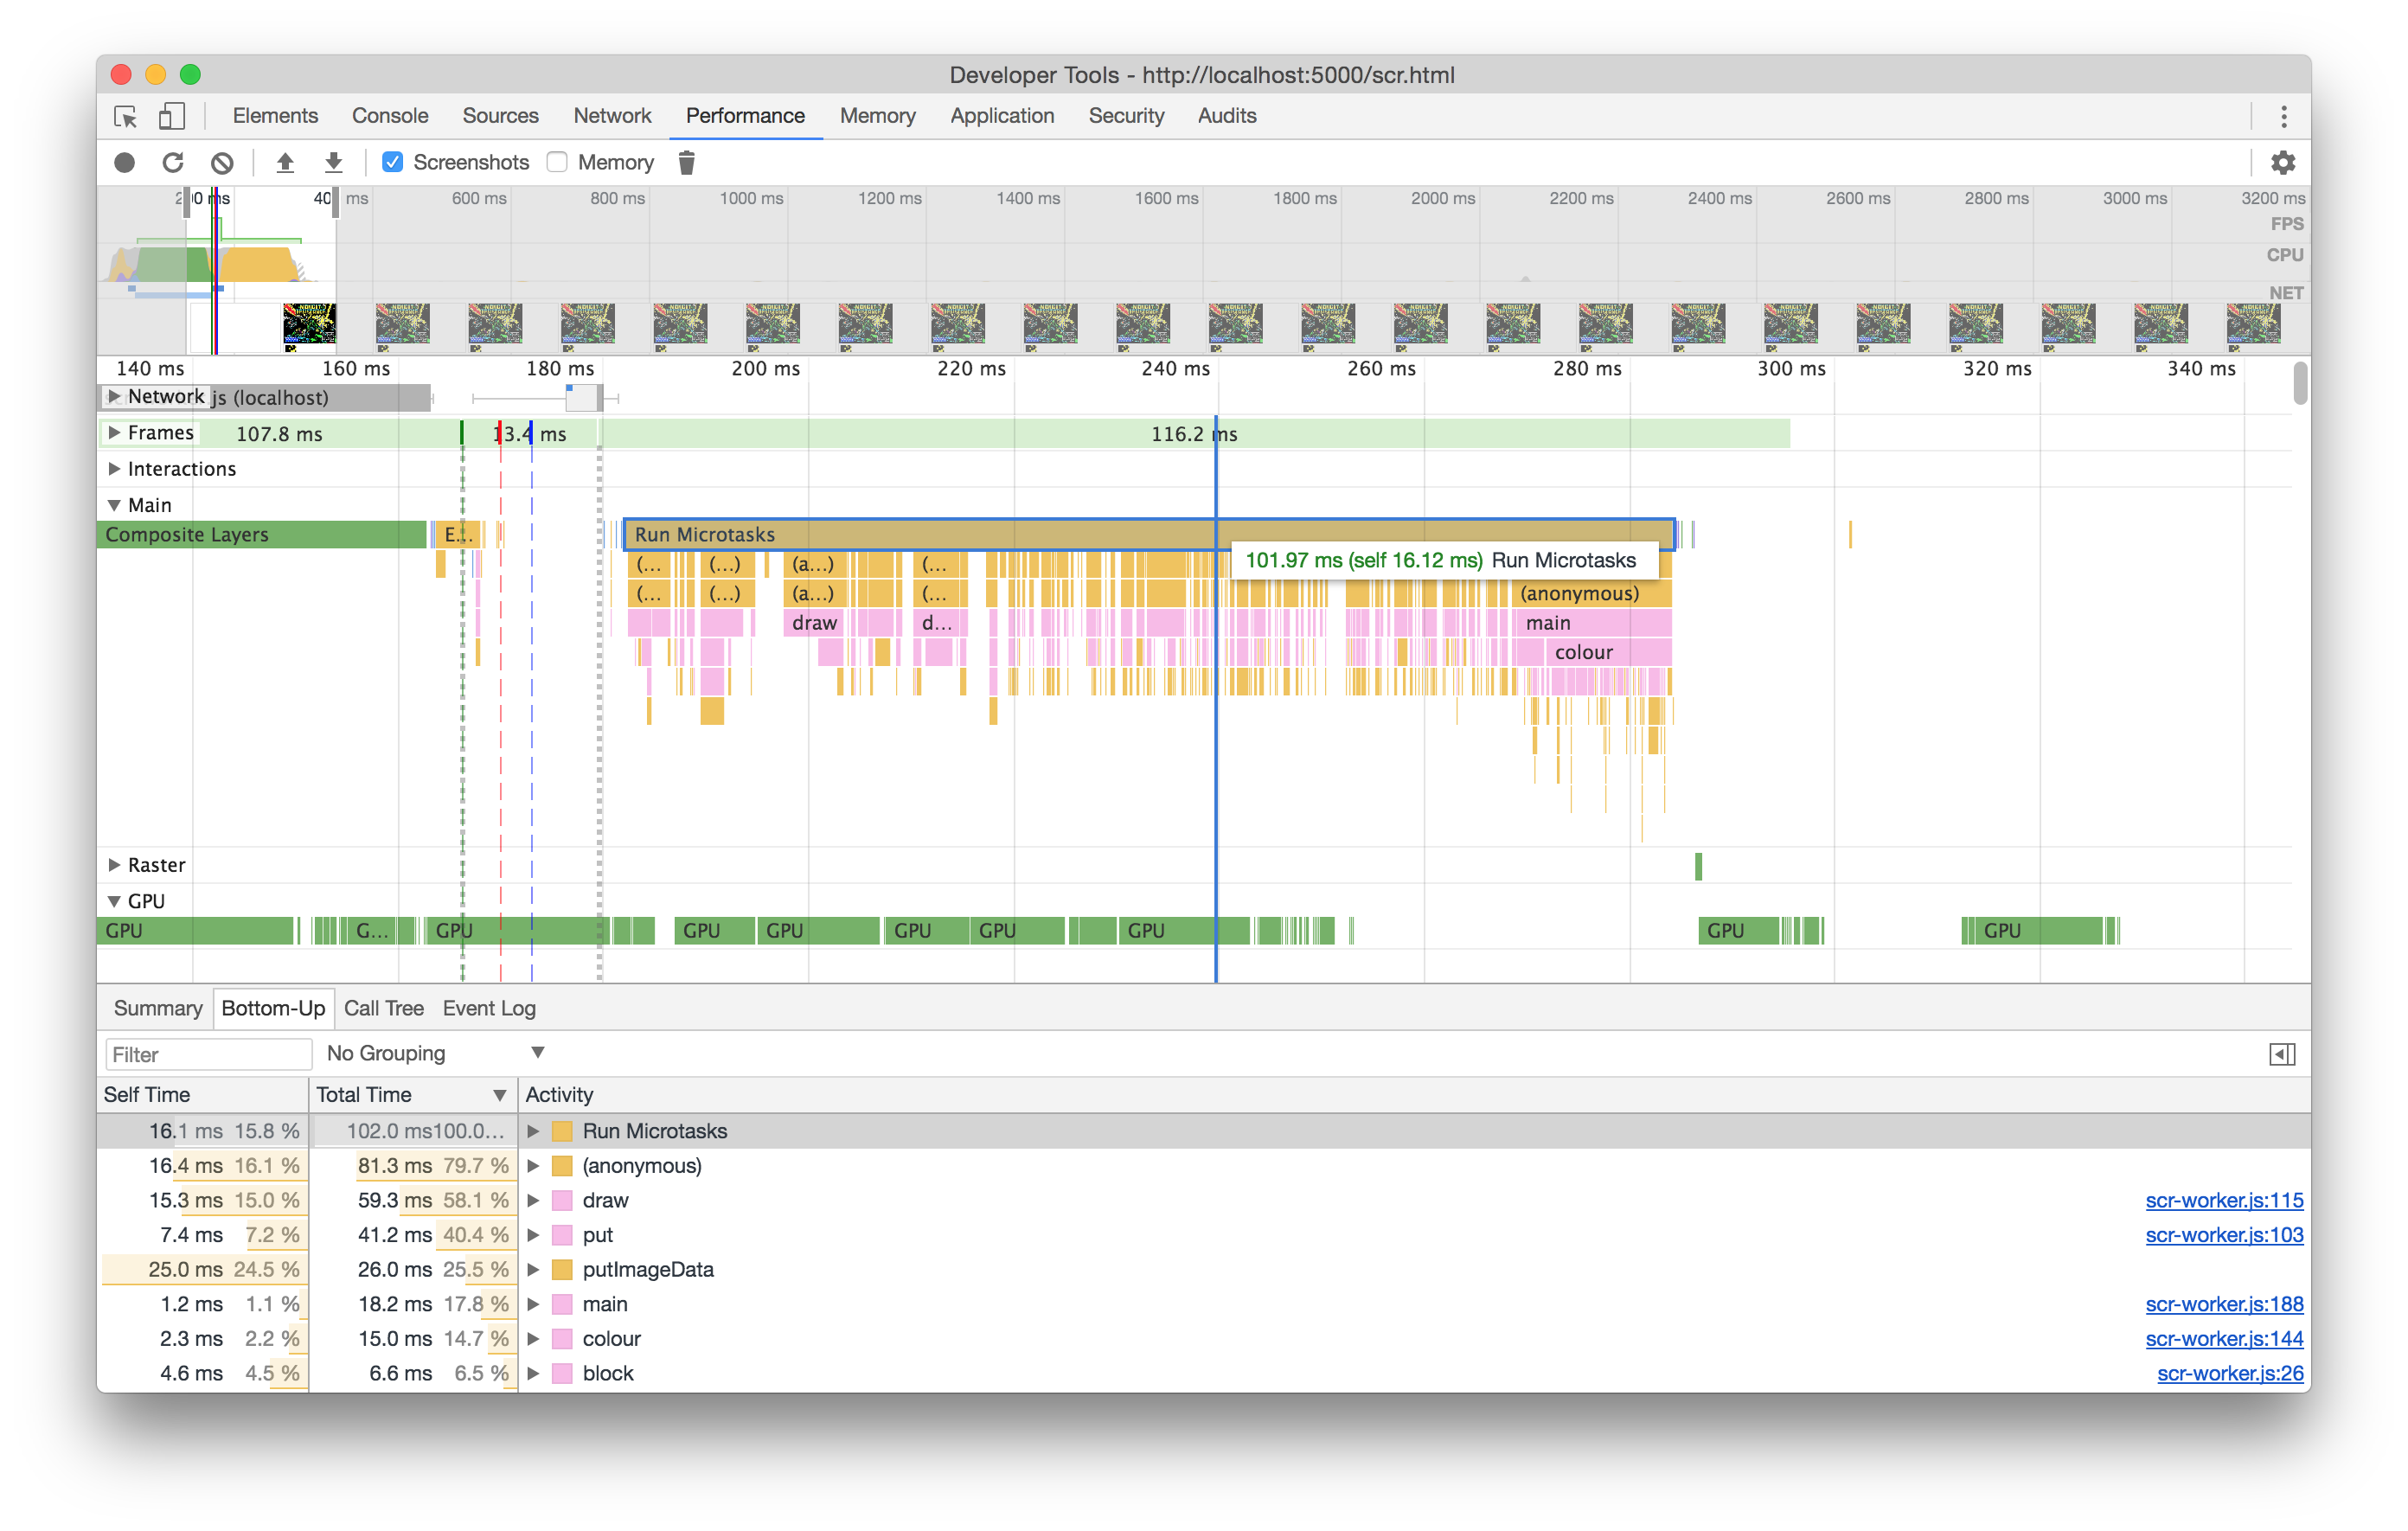 Developer Tools - http://localhost:5000/scr.html
Elements Console Sources Network Performance Memory Application Security Audits
Screenshots Memory
ms 40 ms 600 ms 800 ms 1000 ms 1200 ms 1400 ms 1600 ms 1800 ms 2000 ms 2200 ms 2400 ms 2600 ms 2800 ms 3000 ms 3200 ms
FPS
CPU
NET
140 ms 160 ms 180 ms 200 ms 220 ms 240 ms 260 ms 280 ms 300 ms 320 ms 340 ms
Network js (localhost)
Frames 107.8 ms 13.4 ms 116.2 ms
Interactions
Main
Composite Layers E... Run Microtasks
(... (...) (a...) (... 101.97 ms (self 16.12 ms) Run Microtasks
(... (...) (a...) (... (anonymous)
draw d... main
colour
Raster
GPU
GPU G... GPU GPU GPU GPU GPU GPU GPU GPU
Summary Bottom-Up Call Tree Event Log
Filter No Grouping
Self Time Total Time Activity
16.1 ms 15.8 % 102.0 ms100.0... Run Microtasks
16.4 ms 16.1 % 81.3 ms 79.7 % (anonymous)
15.3 ms 15.0 % 59.3 ms 58.1 % draw scr-worker.js:115
7.4 ms 7.2 % 41.2 ms 40.4 % put scr-worker.js:103
25.0 ms 24.5 % 26.0 ms 25.5 % putImageData
1.2 ms 1.1 % 18.2 ms 17.8 % main scr-worker.js:188
2.3 ms 2.2 % 15.0 ms 14.7 % colour scr-worker.js:144
4.6 ms 4.5 % 6.6 ms 6.5 % block scr-worker.js:26